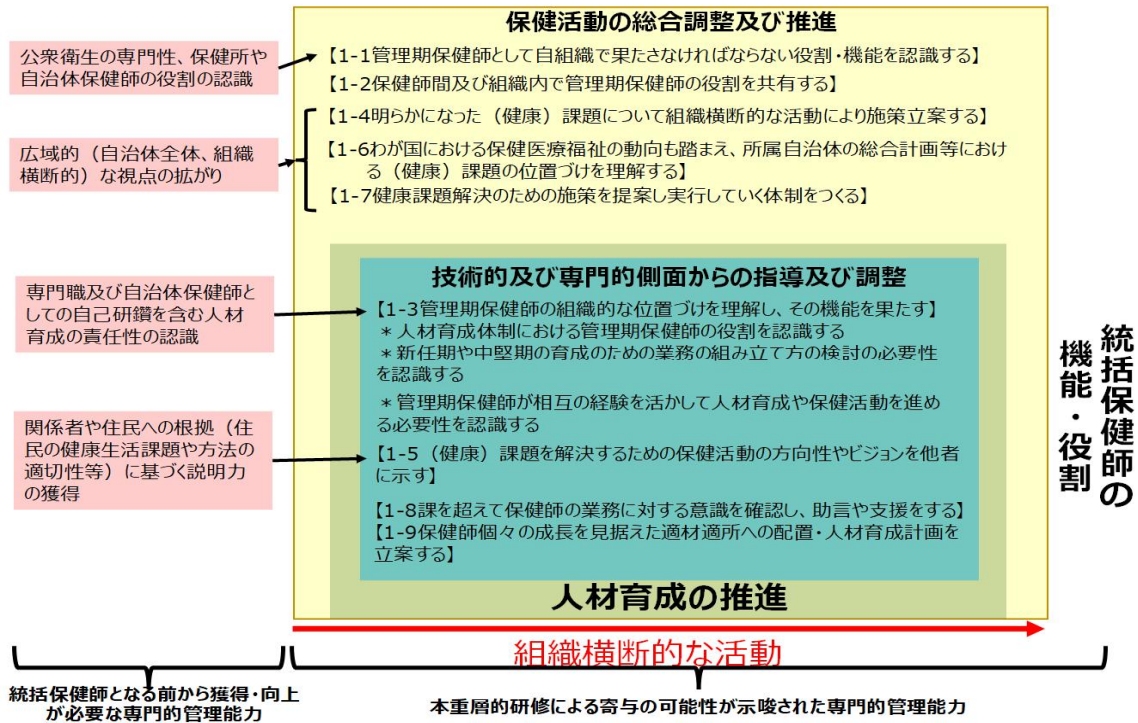 保健活動の総合調整及び推進
公衆衛生の専門性、保健所や
自治体保健師の役割の認識
【1-1管理期保健師として自組織で果たさなければならない役割・機能を認識する】
【1-2保健師間及び組織内で管理期保健師の役割を共有する】
広域的（自治体全体、組織
横断的）な視点の拡がり
【1-4明らかになった（健康）課題について組織横断的な活動により施策立案する】
【1-6わが国における保健医療福祉の動向も踏まえ、所属自治体の総合計画等におけ
る（健康）課題の位置づけを理解する】
【1-7健康課題解決のための施策を提案し実行していく体制をつくる】
技術的及び専門的側面からの指導及び調整
専門職及び自治体保健師と
しての自己研鑽を含む人材
育成の責任性の認識
【1-3管理期保健師の組織的な位置づけを理解し、その機能を果たす】
＊人材育成体制における管理期保健師の役割を認識する
＊新任期や中堅期の育成のための業務の組み立て方の検討の必要性
を認識する
＊管理期保健師が相互の経験を活かして人材育成や保健活動を進め
る必要性を認識する
関係者や住民への根拠（住
民の健康生活課題や方法の
適切性等）に基づく説明力
の獲得
【1-5（健康）課題を解決するための保健活動の方向性やビジョンを他者
に示す】
【1-8課を超えて保健師の業務に対する意識を確認し、助言や支援をする】
【1-9保健師個々の成長を見据えた適材適所への配置・人材育成計画を
立案する】
人材育成の推進
統括保健師の
機能・役割
組織横断的な活動
統括保健師となる前から獲得・向上
が必要な専門的管理能力
本重層的研修による寄与の可能性が示唆された専門的管理能力